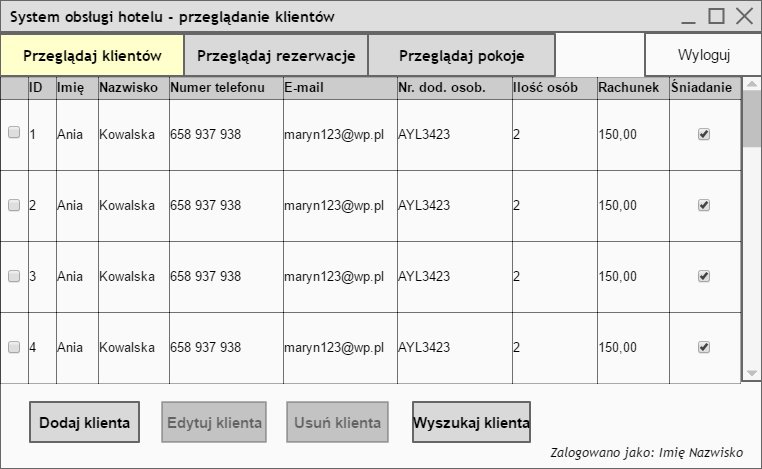 System obsługi hotelu - przeglądanie klientów
Przeglądaj klientów Przeglądaj rezerwacje Przeglądaj pokoje Wyloguj
ID Imię Nazwisko Numer telefonu E-mail Nr. dod. osob. Ilość osób Rachunek Śniadanie
1 Ania Kowalska 658 937 938 maryn123@wp.pl AYL3423 2 150,00
2 Ania Kowalska 658 937 938 maryn123@wp.pl AYL3423 2 150,00
3 Ania Kowalska 658 937 938 maryn123@wp.pl AYL3423 2 150,00
4 Ania Kowalska 658 937 938 maryn123@wp.pl AYL3423 2 150,00
Dodaj klienta Edytuj klienta Usuń klienta Wyszukaj klienta
Zalogowano jako: Imię Nazwisko